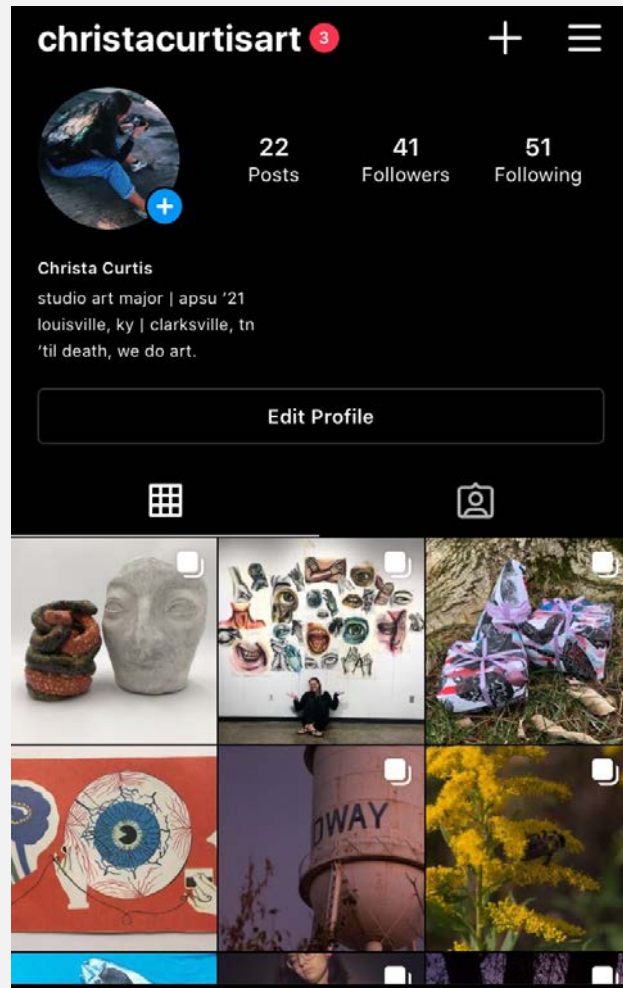 christacurtisart 3
22 41 51
Posts Followers Following
Christa Curtis
studio art major | apsu '21
louisville, ky | clarksville, tn
'til death, we do art.
Edit Profile
DWAY